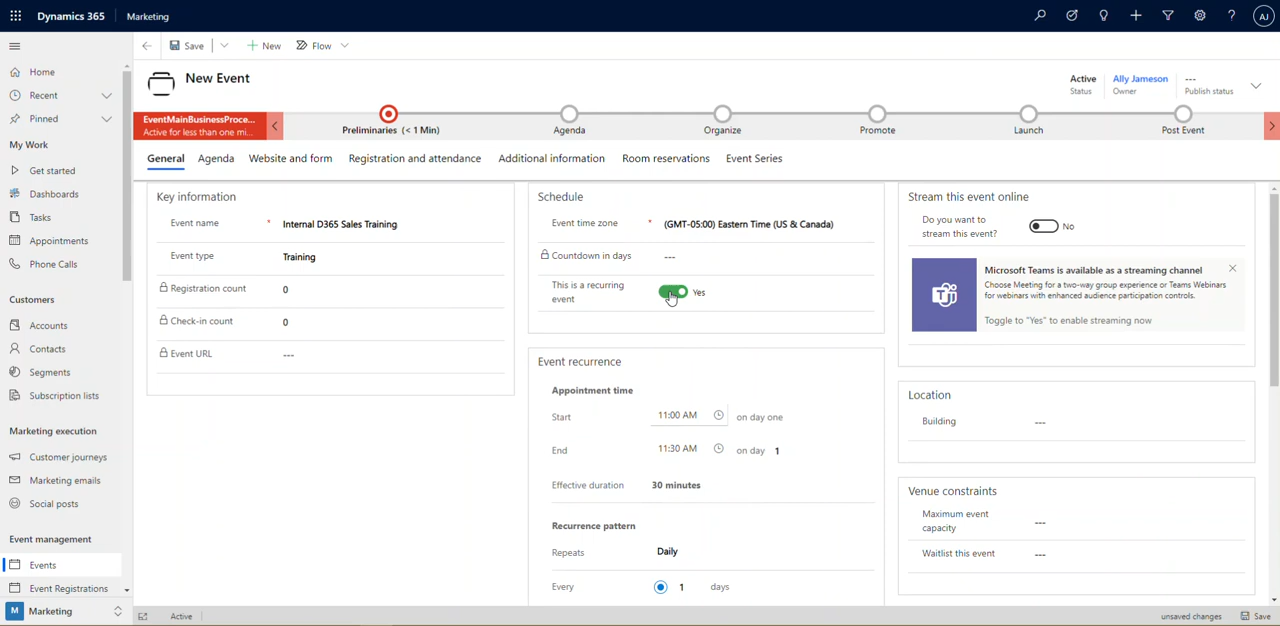 Dynamics 365
Marketing
AJ
Home
Recent
Pinned
My Work
Get started
Dashboards
Tasks
Appointments
Phone Calls
Customers
Accounts
Contacts
Segments
Subscription lists
Marketing execution
Customer journeys
Marketing emails
Social posts
Event management
Events
Event Registrations
M Marketing
Save
New
Flow
New Event
Active
Status
Ally Jameson
Owner
---
Publish status
EventMainBusinessProce...
Active for less than one mi...
Preliminaries (< 1 Min)
Agenda
Organize
Promote
Launch
Post Event
General
Agenda
Website and form
Registration and attendance
Additional information
Room reservations
Event Series
Key information
Event name * Internal D365 Sales Training
Event type Training
Registration count 0
Check-in count 0
Event URL ---
Schedule
Event time zone * (GMT-05:00) Eastern Time (US & Canada)
Countdown in days ---
This is a recurring
event
Yes
Event recurrence
Appointment time
Start 11:00 AM on day one
End 11:30 AM on day 1
Effective duration 30 minutes
Recurrence pattern
Repeats Daily
Every 1 days
Stream this event online
Do you want to
stream this event?
No
Microsoft Teams is available as a streaming channel
Choose Meeting for a two-way group experience or Teams Webinars
for webinars with enhanced audience participation controls.
Toggle to "Yes" to enable streaming now
Location
Building ---
Venue constraints
Maximum event
capacity
---
Waitlist this event ---
Active
unsaved changes
Save